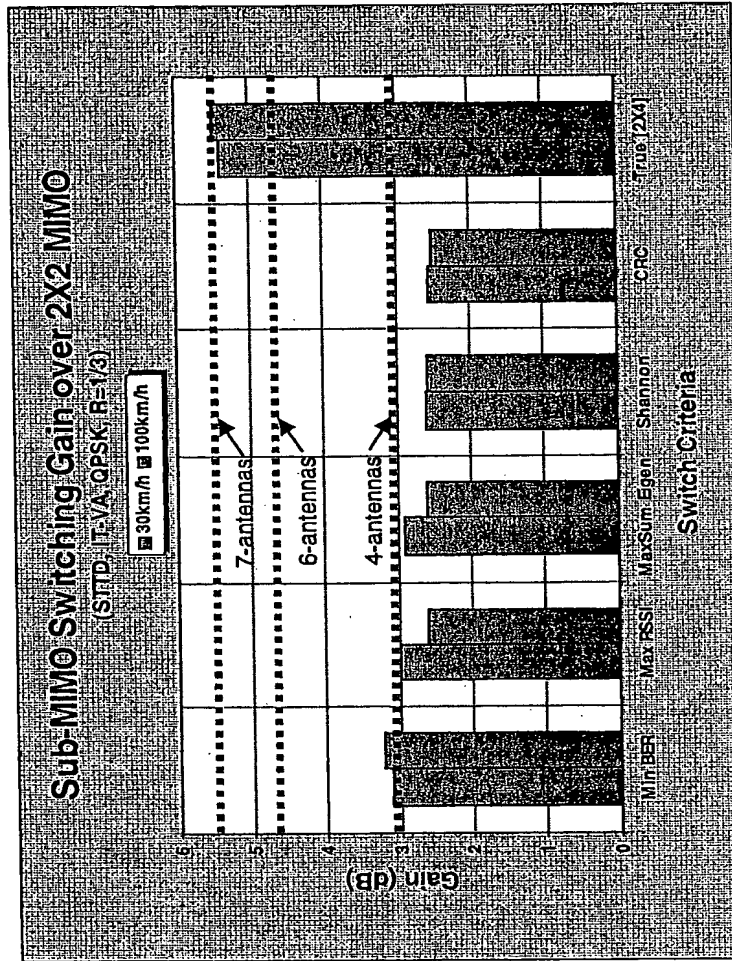 Sub-MIMO Switching Gain over 2X2 MIMO
(STTD, IT-VA, QPSK, R=1/3)
30km/h 100km/h
6
5
4
3
2
1
0
Gain (dB)
7-antennas
6-antennas
4-antennas
Min BER
Max RSSI
MaxSum Egen
Shannon
CRC
True [2X4]
Switch Criteria